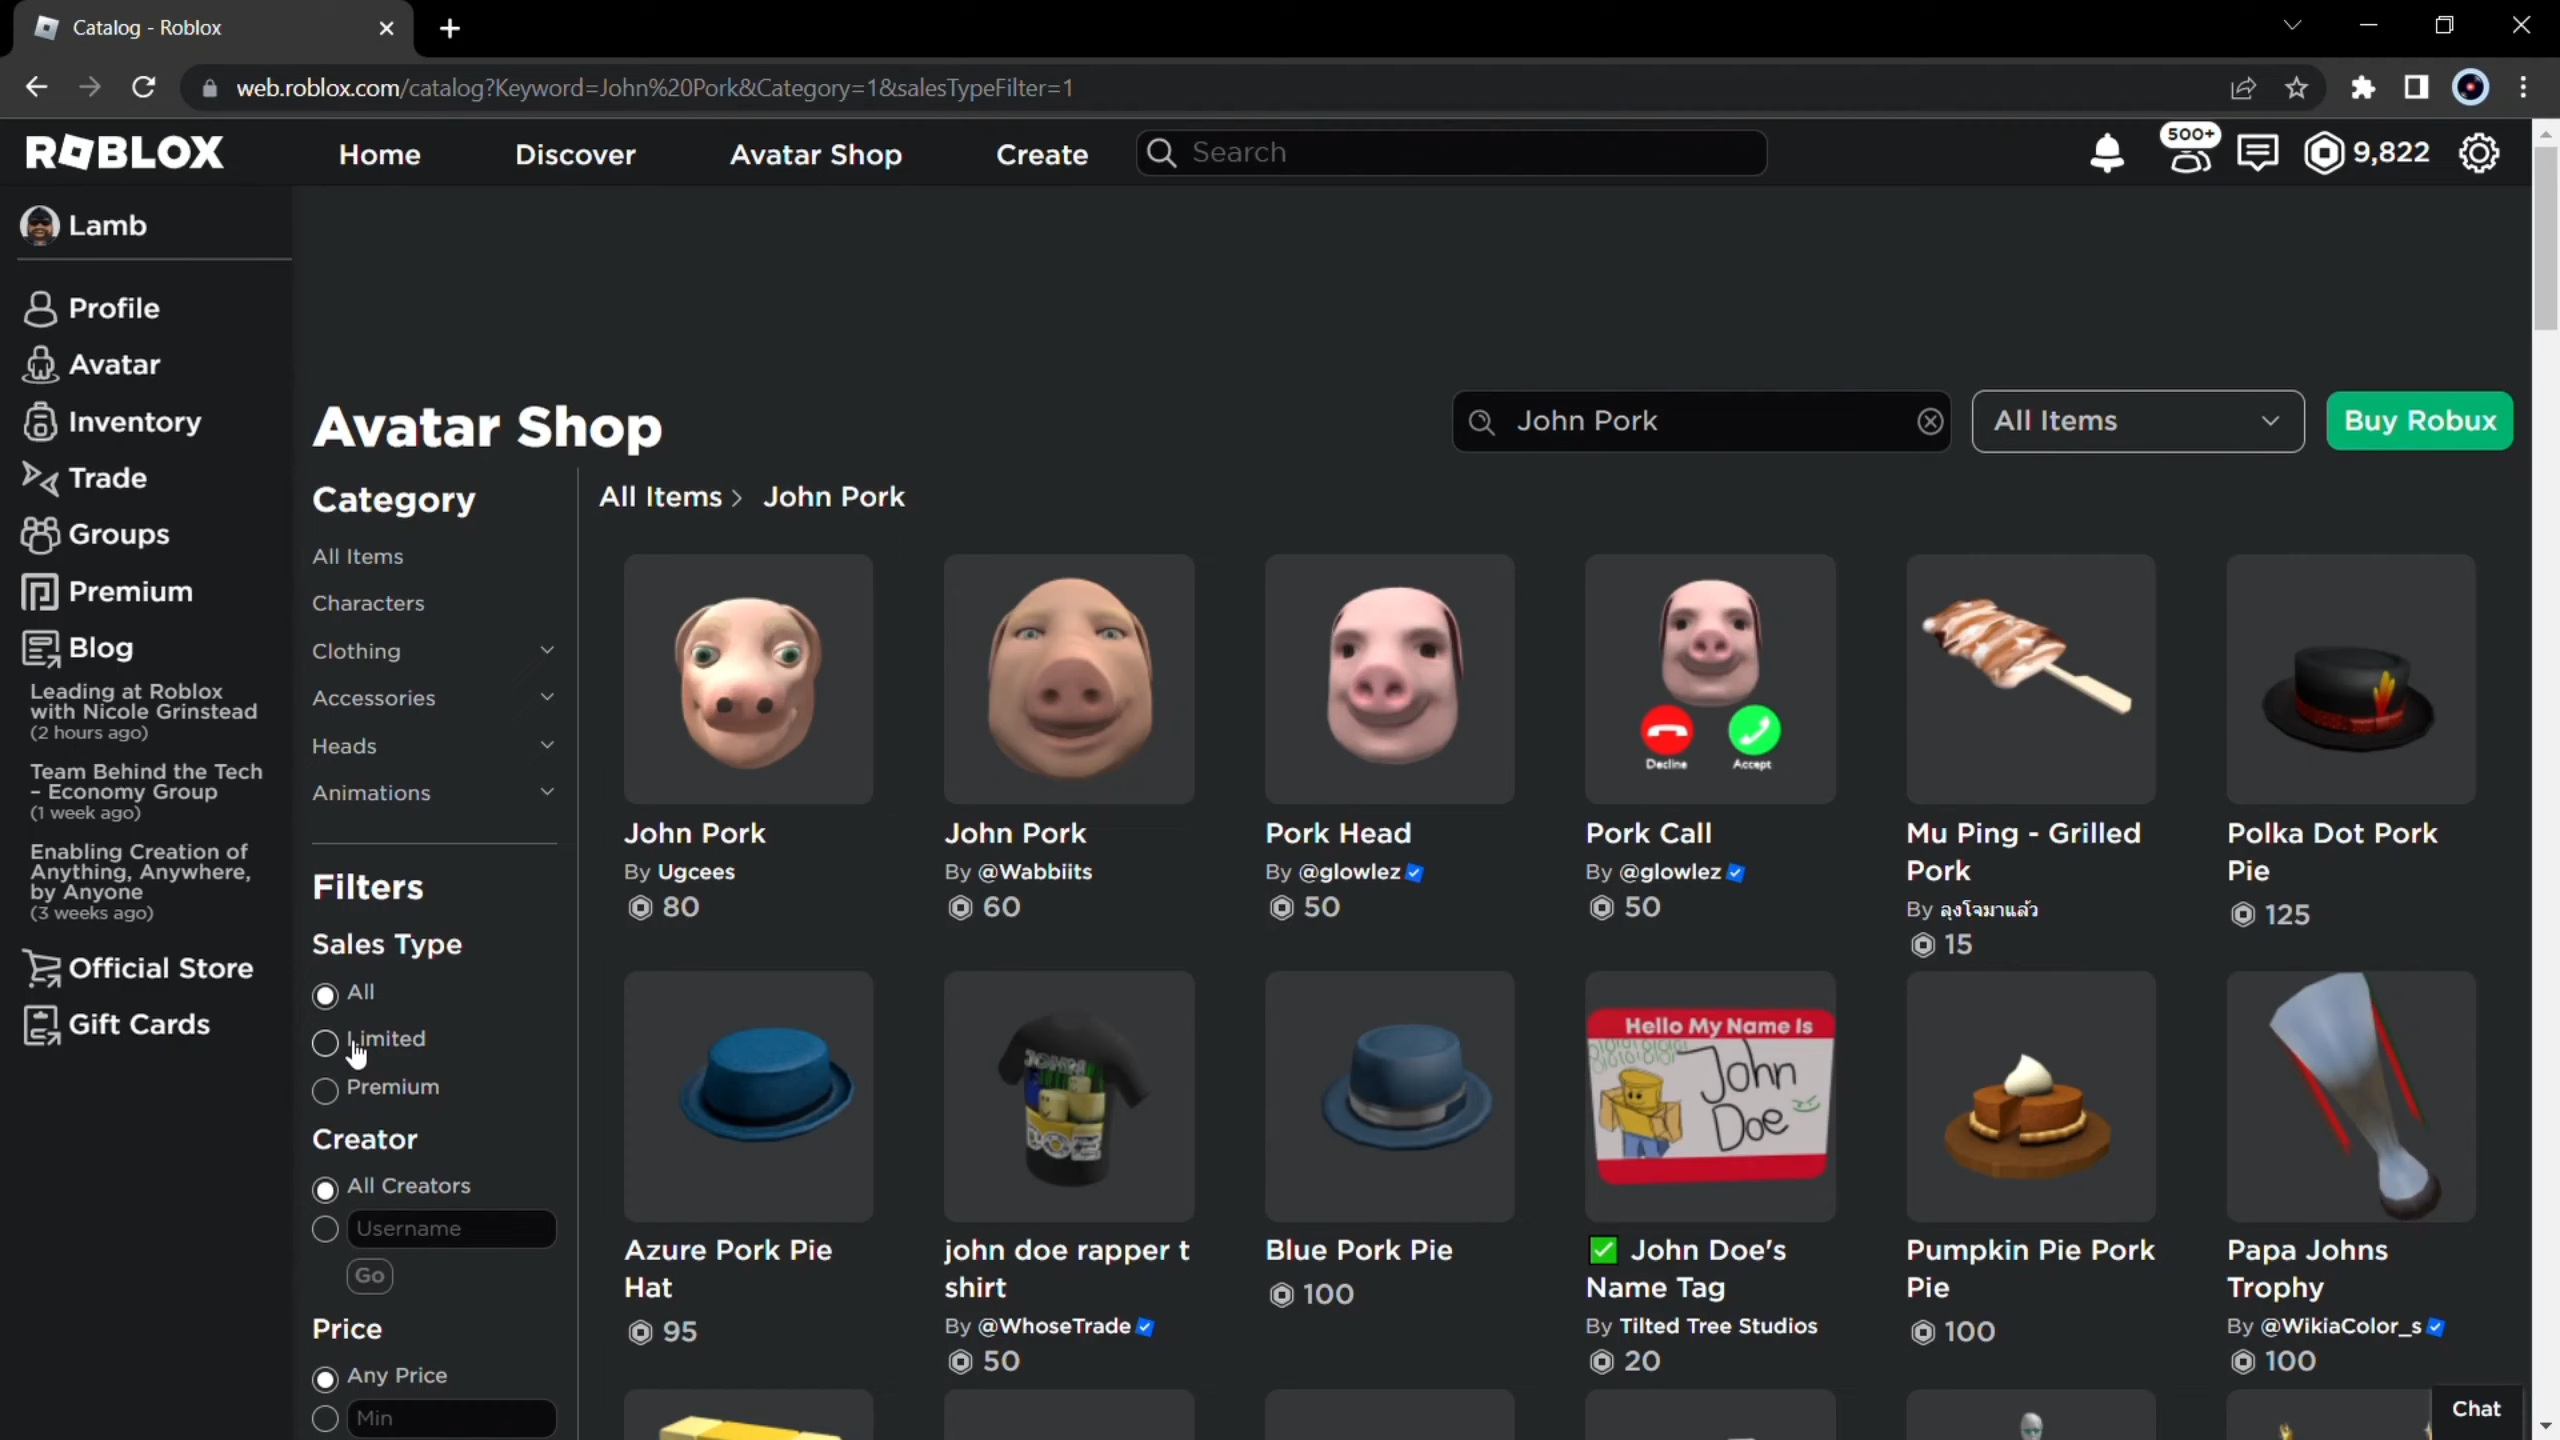 Catalog - Roblox
web.roblox.com/catalog?Keyword=John%20Pork&Category=1&salesTypeFilter=1
ROBLOX
Home
Discover
Avatar Shop
Create
Search
500+
9,822
Lamb
Profile
Avatar
Inventory
Trade
Groups
Premium
Blog
Leading at Roblox
with Nicole Grinstead
(2 hours ago)
Team Behind the Tech
– Economy Group
(1 week ago)
Enabling Creation of
Anything, Anywhere,
by Anyone
(3 weeks ago)
Official Store
Gift Cards
Avatar Shop
John Pork
All Items
Buy Robux
Category
All Items
Characters
Clothing
Accessories
Heads
Animations
Filters
Sales Type
All
Limited
Premium
Creator
All Creators
Username
Go
Price
Any Price
Min
All Items > John Pork
John Pork
By Ugcees
80
John Pork
By @Wabbiits
60
Pork Head
By @glowlez
50
Decline
Accept
Pork Call
By @glowlez
50
Mu Ping - Grilled
Pork
By ลุงโจมาแล้ว
15
Polka Dot Pork
Pie
125
Azure Pork Pie
Hat
95
DOE
john doe rapper t
shirt
By @WhoseTrade
50
Blue Pork Pie
100
Hello My Name Is
John
Doe
✅ John Doe's
Name Tag
By Tilted Tree Studios
20
Pumpkin Pie Pork
Pie
100
Papa Johns
Trophy
By @WikiaColor_s
100
Chat